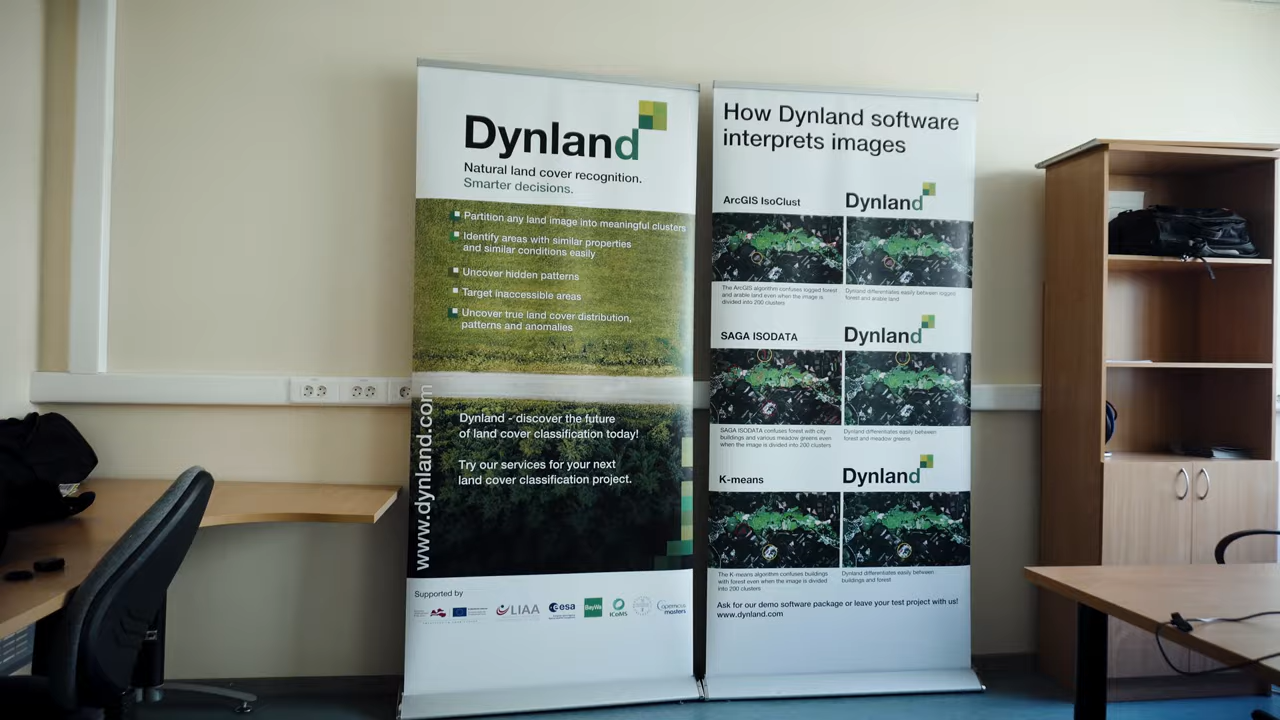 Dynland
Natural land cover recognition.
Smarter decisions.
Partition any land image into meaningful clusters
Identify areas with similar properties
and similar conditions easily
Uncover hidden patterns
Target inaccessible areas
Uncover true land cover distribution,
patterns and anomalies
Dynland - discover the future
of land cover classification today!
Try our services for your next
land cover classification project.
www.dynland.com
Supported by
LIAA
esa
BayWa
ICeMS
Copernicus
masters
How Dynland software
interprets images
ArcGIS IsoClust
Dynland
The ArcGIS algorithm confuses logged forest
and arable land even when the image is
divided into 200 clusters
Dynland differentiates easily between logged
forest and arable land
SAGA ISODATA
Dynland
SAGA ISODATA confuses forest with city
buildings and various meadow greens even
when the image is divided into 200 clusters
Dynland differentiates easily between
forest and meadow greens
K-means
Dynland
The K-means algorithm confuses buildings
with forest even when the image is divided
into 200 clusters
Dynland differentiates easily between
buildings and forest
Ask for our demo software package or leave your test project with us!
www.dynland.com